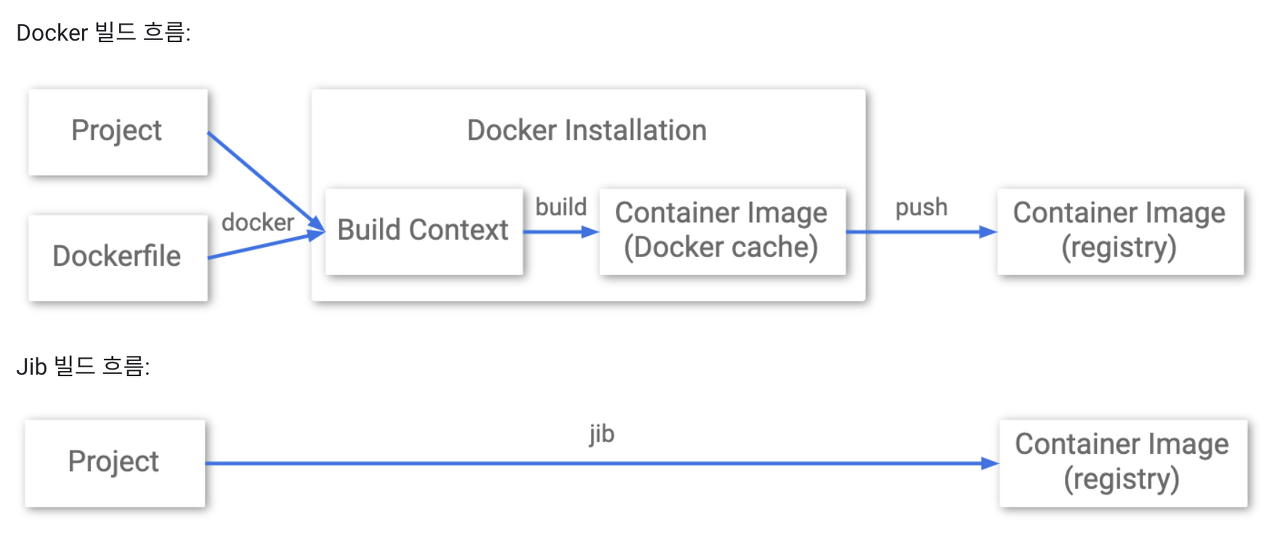 Docker 빌드 흐름:
Project
Docker Installation
Dockerfile
docker
Build Context
build
Container Image
(Docker cache)
push
Container Image
(registry)
Jib 빌드 흐름:
Project
jib
Container Image
(registry)